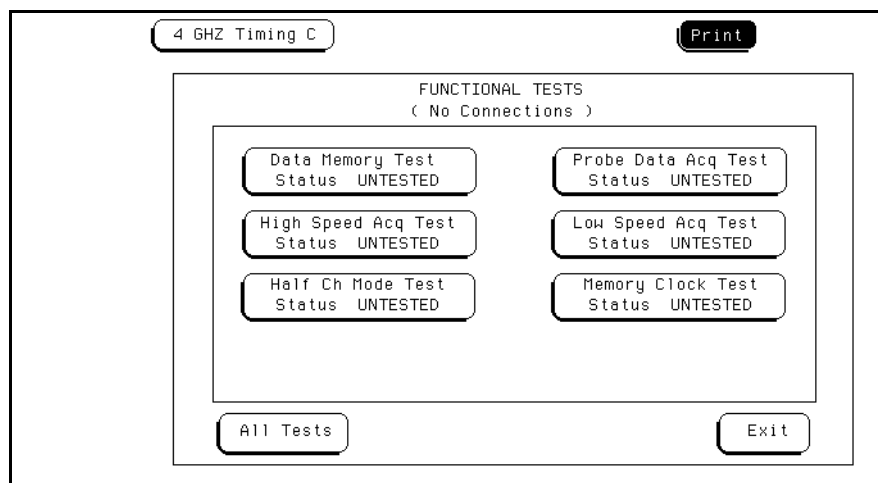 4 GHZ Timing C
Print
FUNCTIONAL TESTS
( No Connections )
Data Memory Test
Status UNTESTED
Probe Data Acq Test
Status UNTESTED
High Speed Acq Test
Status UNTESTED
Low Speed Acq Test
Status UNTESTED
Half Ch Mode Test
Status UNTESTED
Memory Clock Test
Status UNTESTED
All Tests
Exit